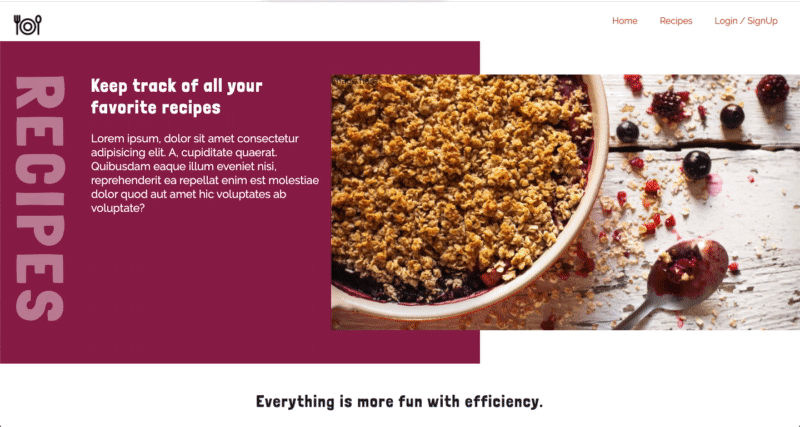 Home
Recipes
Login / SignUp
RECIPES
Keep track of all your
favorite recipes
Lorem ipsum, dolor sit amet consectetur
adipisicing elit. A, cupiditate quaerat.
Quibusdam eaque illum eveniet nisi,
reprehenderit ea repellat enim est molestiae
dolor quod aut amet hic voluptates ab
voluptate?
Everything is more fun with efficiency.